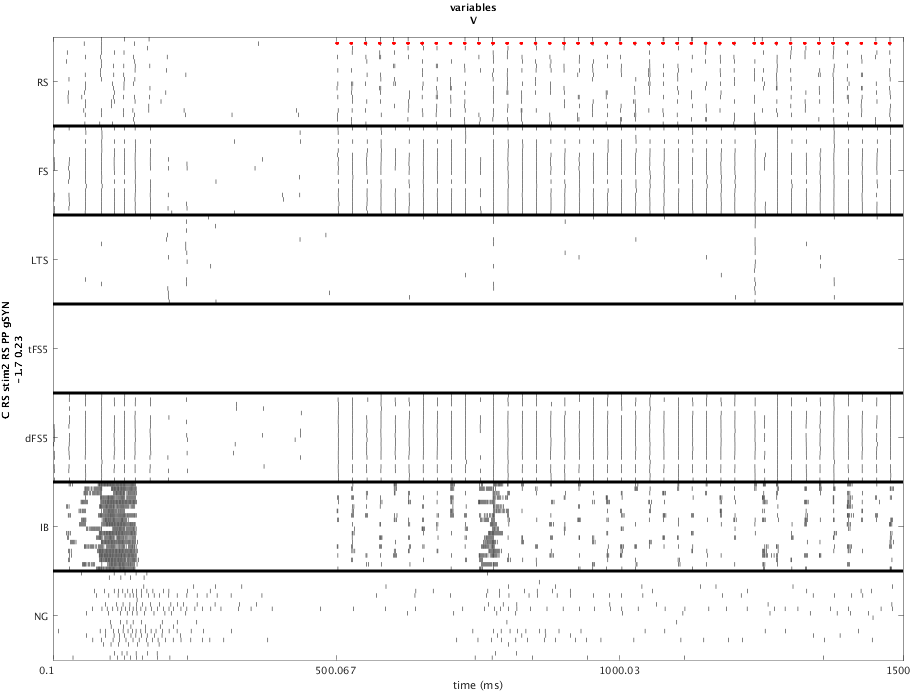 variables
V
RS
FS
LTS
tFS5
dFS5
IB
NG
C RS stim2 RS PP gSYN
-1.7 0.23
0.1
500.067
1000.03
1500
time (ms)